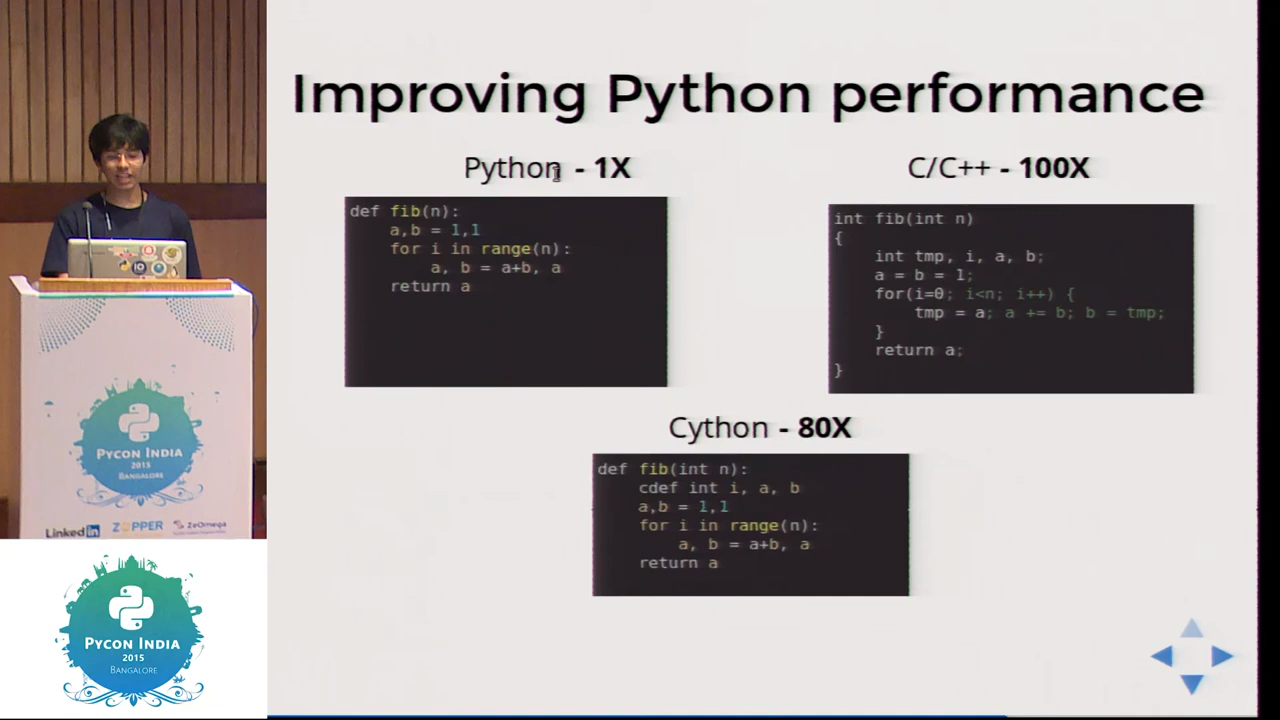 Improving Python performance
Python - 1X
def fib(n):
    a,b = 1,1
    for i in range(n):
        a, b = a+b, a
    return a
C/C++ - 100X
int fib(int n)
{
    int tmp, i, a, b;
    a = b = 1;
    for(i=0; i<n; i++) {
        tmp = a; a += b; b = tmp;
    }
    return a;
}
Cython - 80X
def fib(int n):
    cdef int i, a, b
    a,b = 1,1
    for i in range(n):
        a, b = a+b, a
    return a
PYCON INDIA
2015
BANGALORE
LinkedIn ZOPPER ZeOmega
PYCON INDIA
2015
BANGALORE